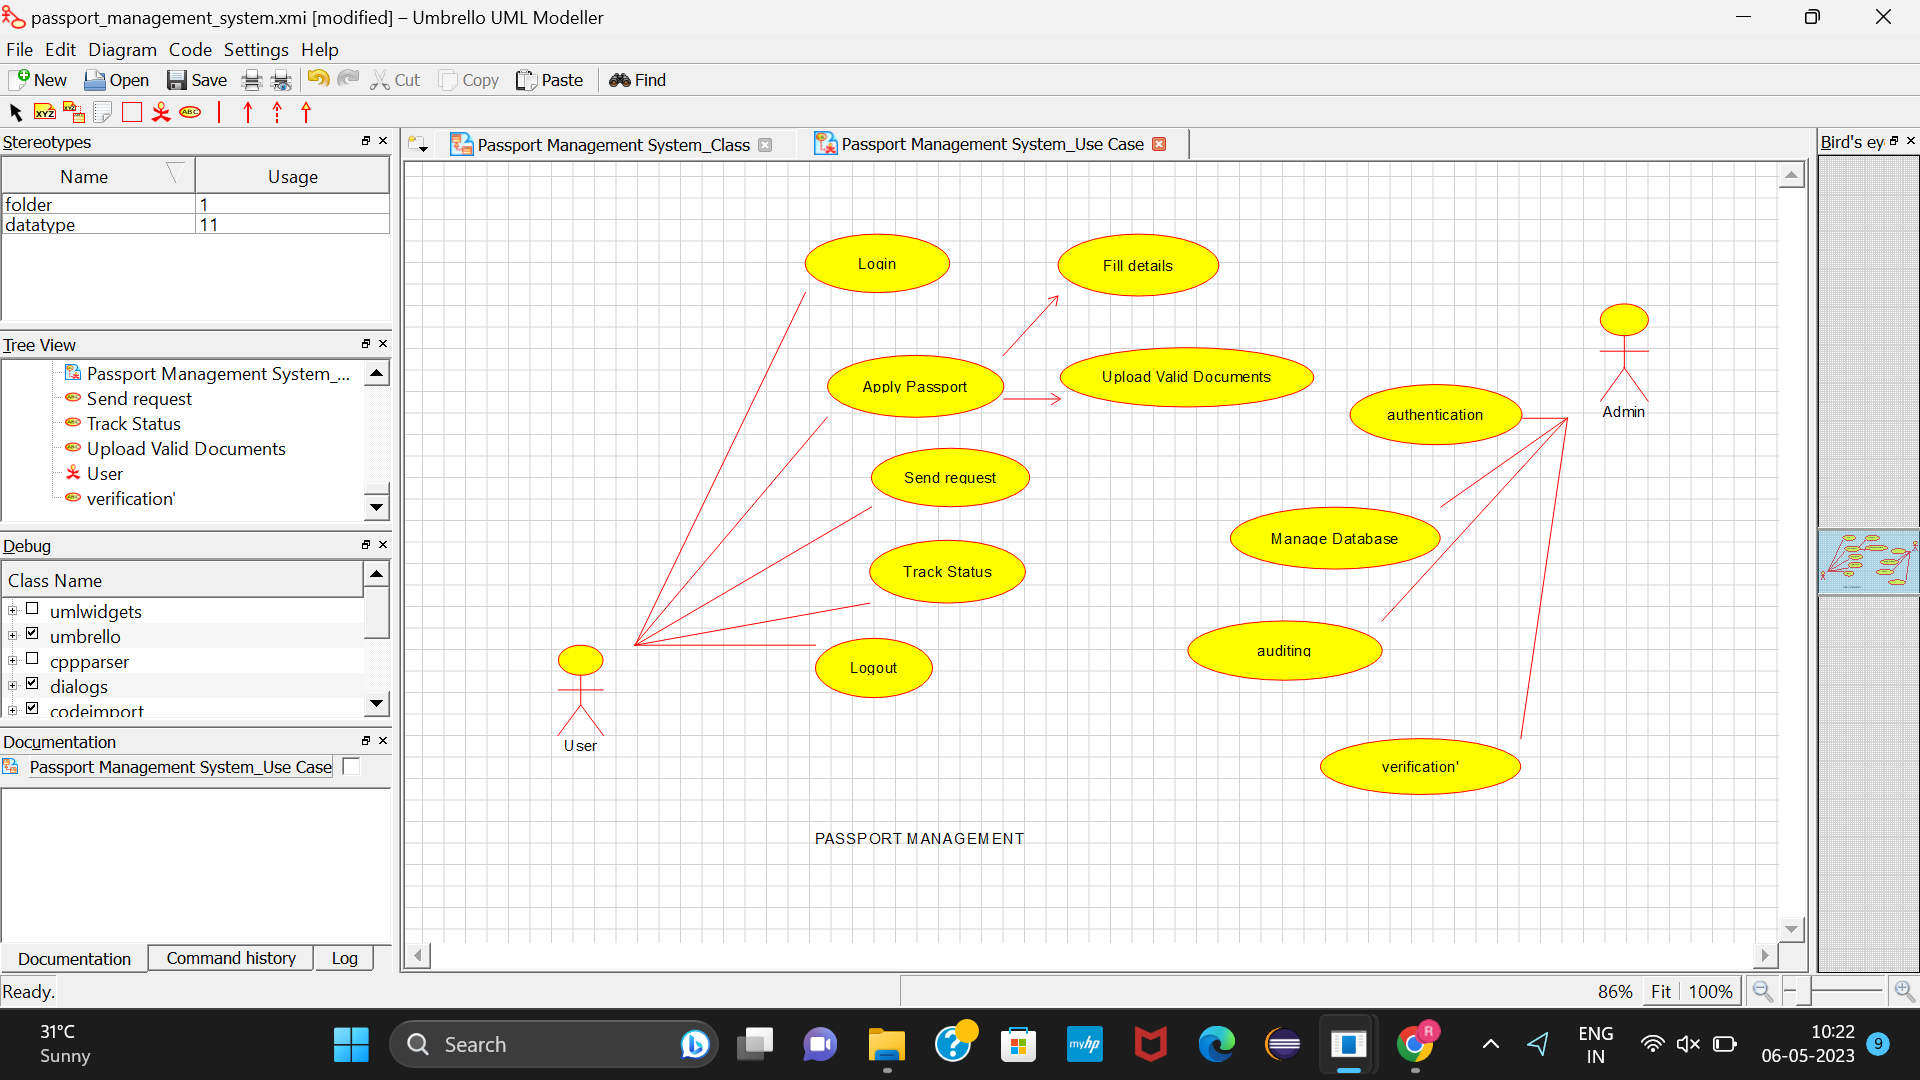 passport_management_system.xmi [modified] – Umbrello UML Modeller
File Edit Diagram Code Settings Help
New Open Save Cut Copy Paste Find
XYZ XYZ ABC
Stereotypes
Name Usage
folder 1
datatype 11
Tree View
Passport Management System_...
Send request
Track Status
Upload Valid Documents
User
verification'
Debug
Class Name
umlwidgets
umbrello
cppparser
dialogs
codeimport
Documentation
Passport Management System_Use Case
Documentation Command history Log
Passport Management System_Class
Passport Management System_Use Case
Login
Fill details
Apply Passport
Upload Valid Documents
authentication
Admin
Send request
Manage Database
Track Status
auditing
Logout
User
verification'
PASSPORT MANAGEMENT
Bird's ey
Ready.
86% Fit 100%
31°C
Sunny
Search
myhp
R
ENG
IN
10:22
06-05-2023
9